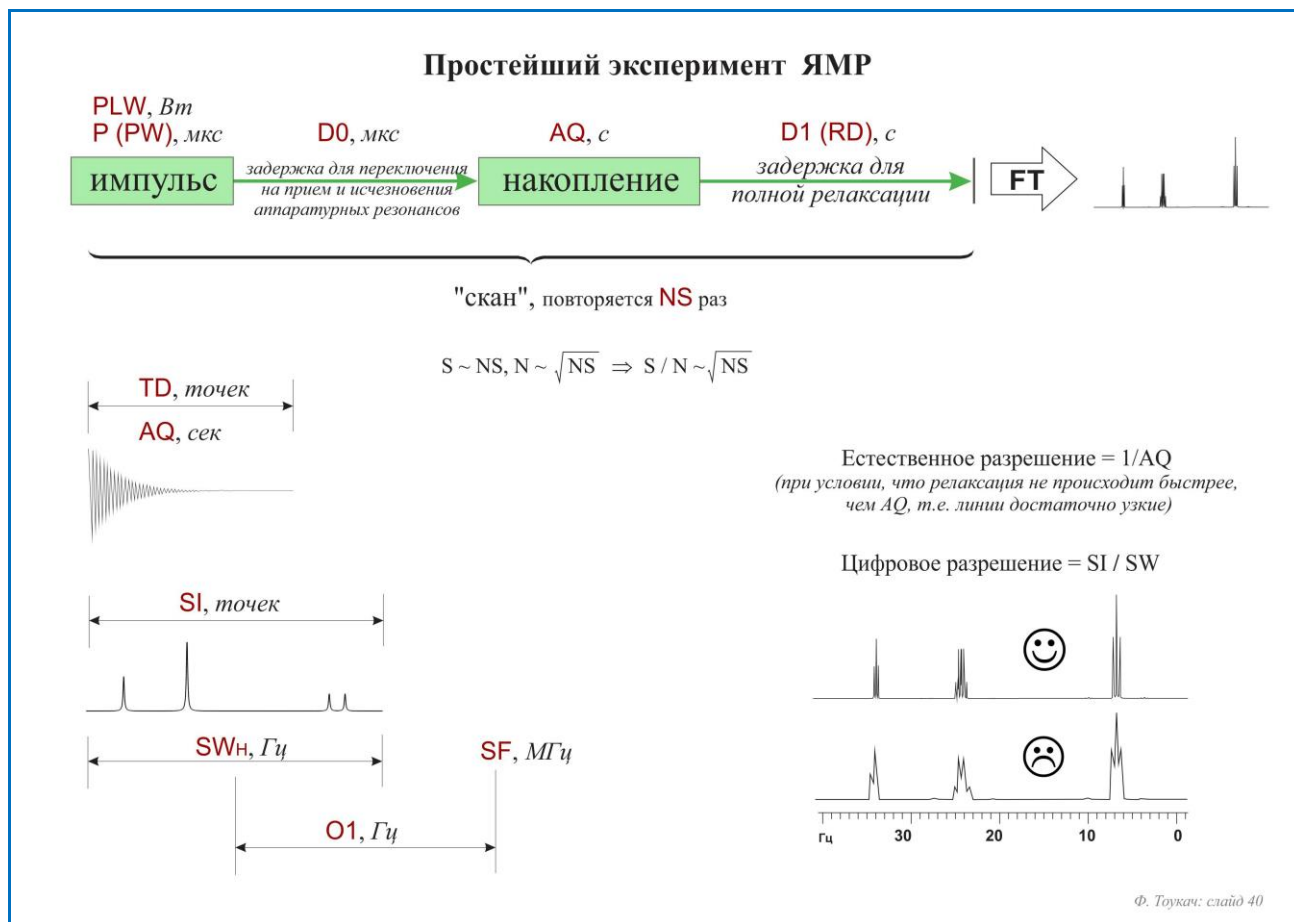 Простейший эксперимент ЯМР
PLW, Вт
P (PW), мкс
D0, мкс
AQ, с
D1 (RD), с
импульс
задержка для переключения
на прием и исчезновения
аппаратурных резонансов
накопление
задержка для
полной релаксации
FT
"скан", повторяется NS раз
S ~ NS, N ~ √NS ⇒ S / N ~ √NS
TD, точек
AQ, сек
Естественное разрешение = 1/AQ
(при условии, что релаксация не происходит быстрее,
чем AQ, т.е. линии достаточно узкие)
Цифровое разрешение = SI / SW
SI, точек
SWH, Гц
SF, МГц
O1, Гц
Гц 30 20 10 0
Ф. Тоукач: слайд 40